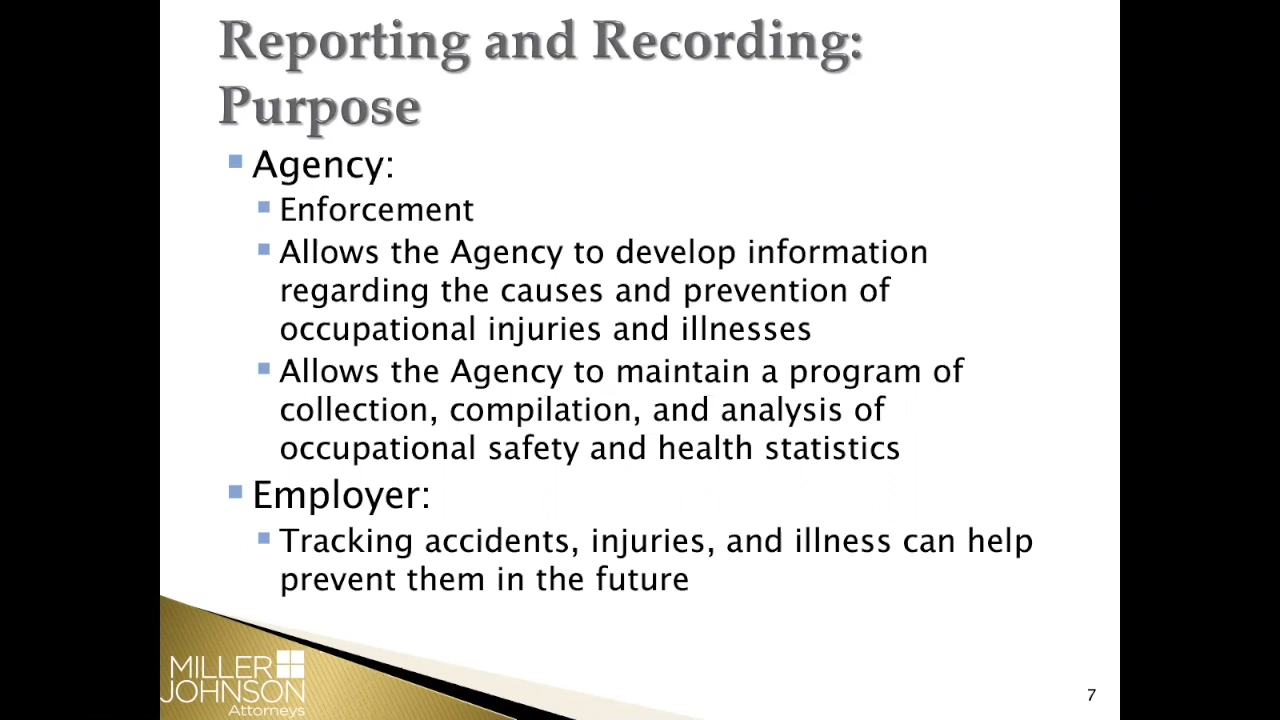 Reporting and Recording:
Purpose
Agency:
Enforcement
Allows the Agency to develop information
regarding the causes and prevention of
occupational injuries and illnesses
Allows the Agency to maintain a program of
collection, compilation, and analysis of
occupational safety and health statistics
Employer:
Tracking accidents, injuries, and illness can help
prevent them in the future
MILLER
JOHNSON
Attorneys
7